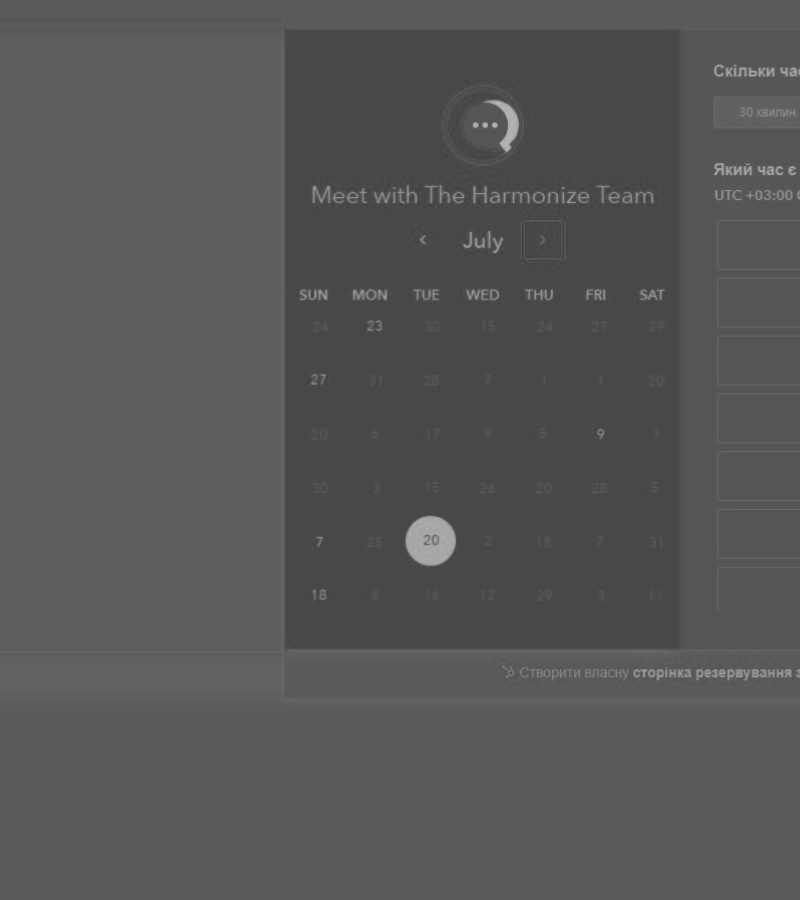 Meet with The Harmonize Team
July
SUN MON TUE WED THU FRI SAT
24 23 30 15 24 27 29
27 31 28 7 1 1 20
20 6 17 9 5 9 1
30 3 15 26 20 28 5
7 25 20 2 18 7 31
18 8 16 12 29 3 11
Скільки час
30 хвилин
Який час є
UTC +03:00
Створити власну сторінка резервування з